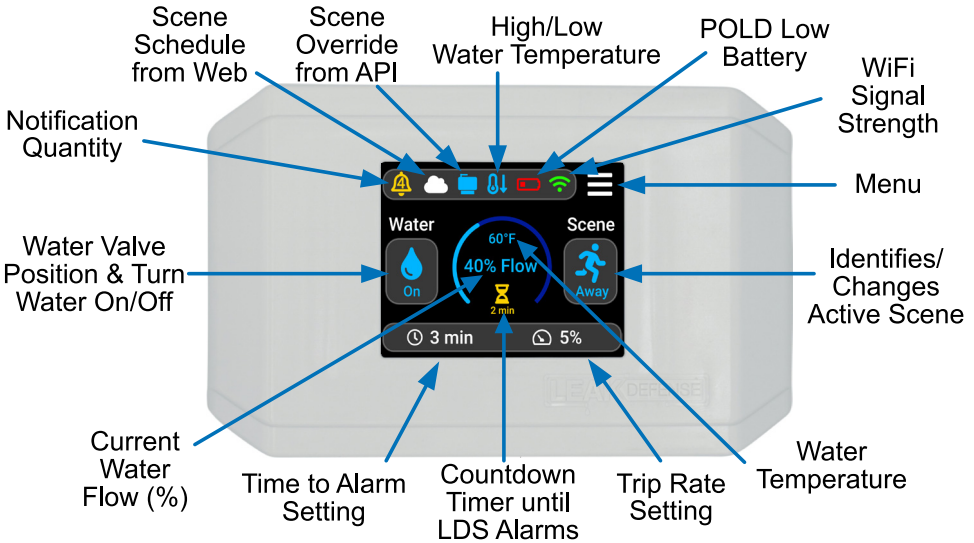 Scene
Schedule
from Web
Scene
Override
from API
High/Low
Water Temperature
POLD Low
Battery
WiFi
Signal
Strength
Notification
Quantity
Menu
4
Water
Scene
60°F
40% Flow
On
Away
2 min
3 min
5%
Water Valve
Position & Turn
Water On/Off
Identifies/
Changes
Active Scene
LEAK DEFENSE
Current
Water
Flow (%)
Time to Alarm
Setting
Countdown
Timer until
LDS Alarms
Trip Rate
Setting
Water
Temperature